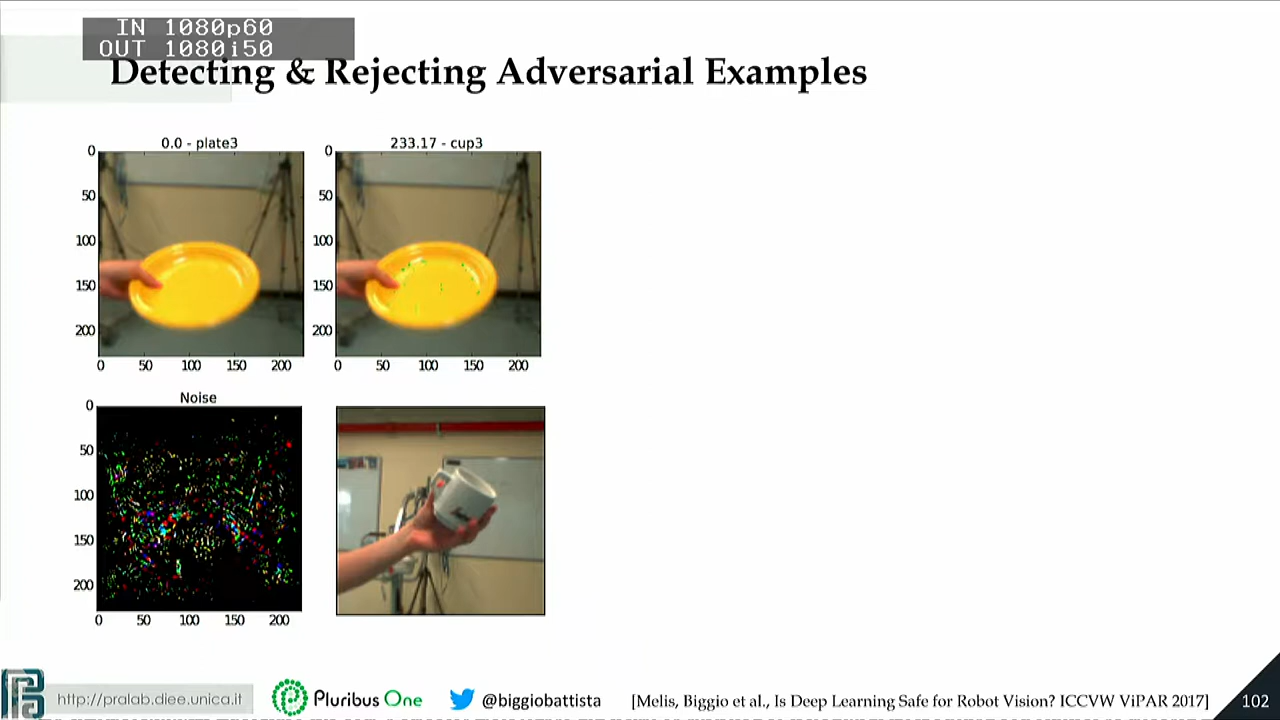 IN 1080p60
OUT 1080i50
Detecting & Rejecting Adversarial Examples
0.0 - plate3
233.17 - cup3
0
50
100
150
200
0 50 100 150 200
0
50
100
150
200
0 50 100 150 200
Noise
0
50
100
150
200
0 50 100 150 200
http://pralab.diee.unica.it
Pluribus One
@biggiobattista
[Melis, Biggio et al., Is Deep Learning Safe for Robot Vision? ICCVW ViPAR 2017]
102